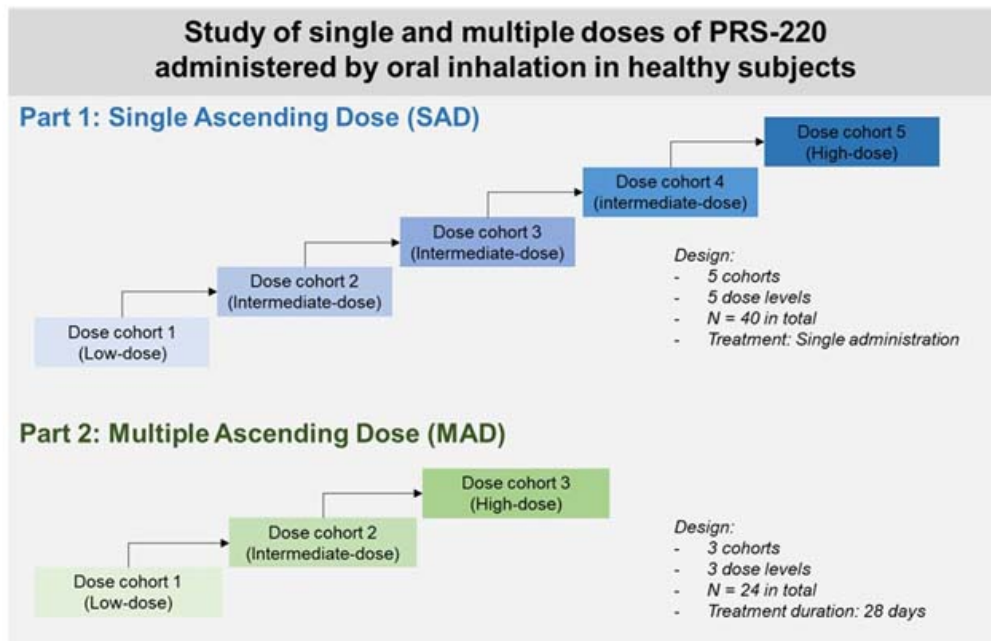 Study of single and multiple doses of PRS-220
administered by oral inhalation in healthy subjects
Part 1: Single Ascending Dose (SAD)
Dose cohort 5
(High-dose)
Dose cohort 4
(intermediate-dose)
Dose cohort 3
(Intermediate-dose)
Dose cohort 2
(Intermediate-dose)
Dose cohort 1
(Low-dose)
Design:
- 5 cohorts
- 5 dose levels
- N = 40 in total
- Treatment: Single administration
Part 2: Multiple Ascending Dose (MAD)
Dose cohort 3
(High-dose)
Dose cohort 2
(Intermediate-dose)
Dose cohort 1
(Low-dose)
Design:
- 3 cohorts
- 3 dose levels
- N = 24 in total
- Treatment duration: 28 days